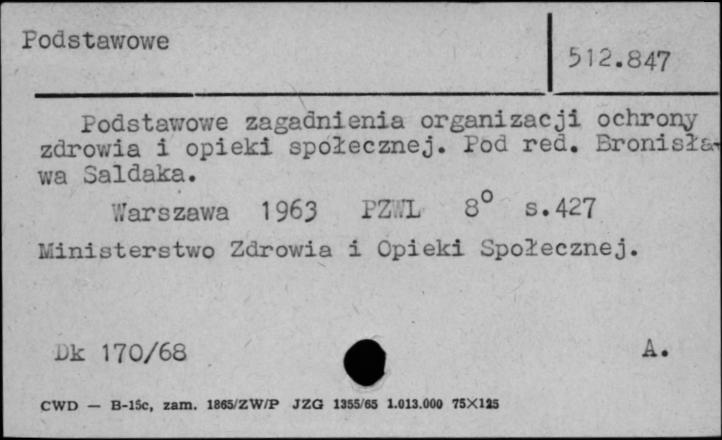 Podstawowe
512.847
Podstawowe zagadnienia organizacji ochrony
zdrowia i opieki społecznej. Pod red. Bronisła-
wa Saldaka.
Warszawa 1963 PZWL 8° s.427
Ministerstwo Zdrowia i Opieki Społecznej.
Dk 170/68 A.
CWD — B-15c, zam. 1865/ZW/P JZG 1355/65 1.013.000 75×125